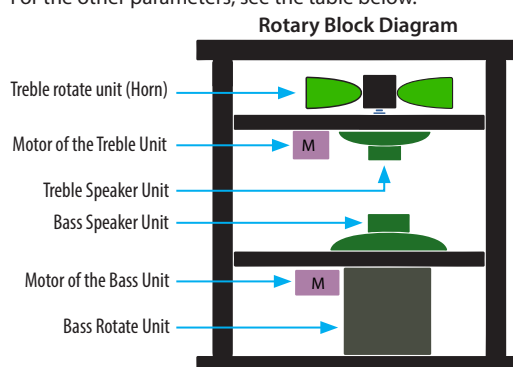 For the other parameters, see the table below.
Rotary Block Diagram
Treble rotate unit (Horn)
Motor of the Treble Unit
M
Treble Speaker Unit
Bass Speaker Unit
Motor of the Bass Unit
M
Bass Rotate Unit